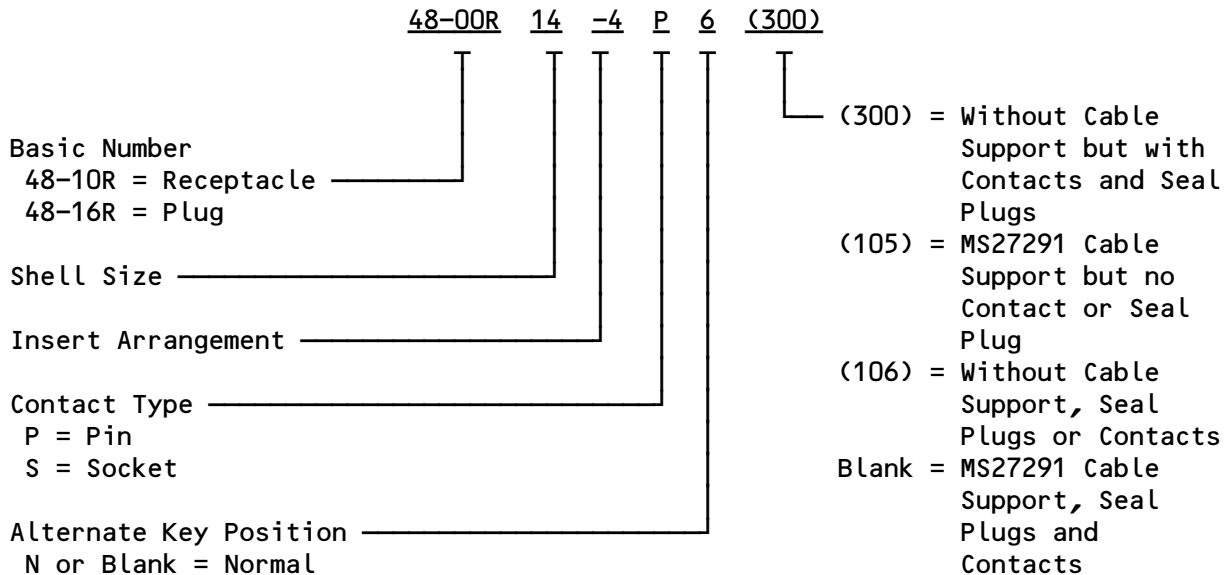 48-00R 14 -4 P 6 (300)
Basic Number
48-10R = Receptacle
48-16R = Plug
Shell Size
Insert Arrangement
Contact Type
P = Pin
S = Socket
Alternate Key Position
N or Blank = Normal
(300) = Without Cable
Support but with
Contacts and Seal
Plugs
(105) = MS27291 Cable
Support but no
Contact or Seal
Plug
(106) = Without Cable
Support, Seal
Plugs or Contacts
Blank = MS27291 Cable
Support, Seal
Plugs and
Contacts